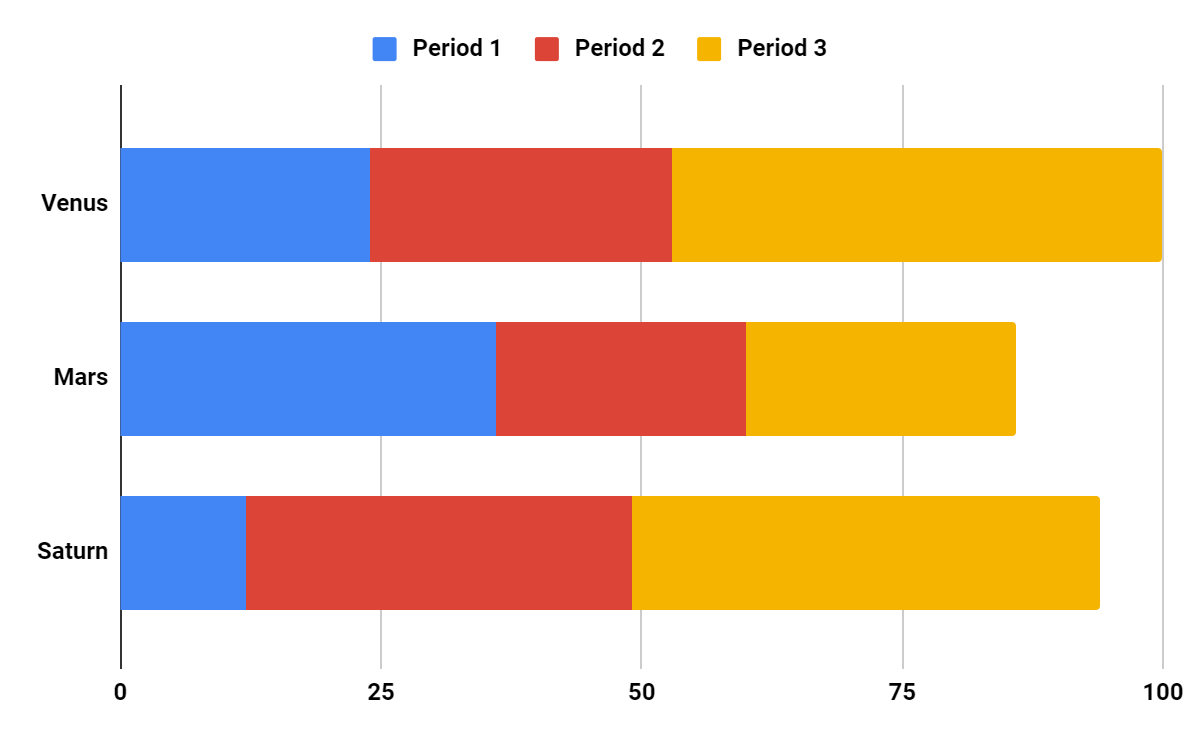 Period 1 Period 2 Period 3
Venus
Mars
Saturn
0 25 50 75 100